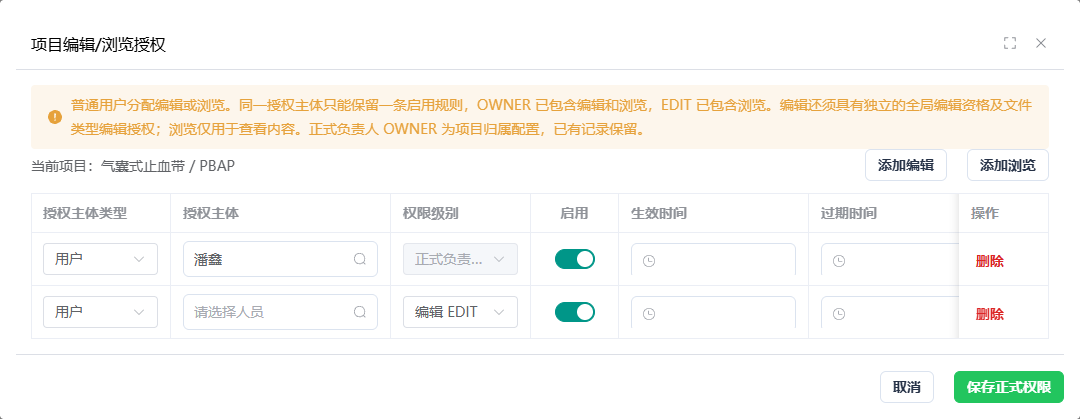 项目编辑/浏览授权
普通用户分配编辑或浏览。同一授权主体只能保留一条启用规则，OWNER 已包含编辑和浏览，EDIT 已包含浏览。编辑还须具有独立的全局编辑资格及文件
类型编辑授权；浏览仅用于查看内容。正式负责人 OWNER 为项目归属配置，已有记录保留。
当前项目：气囊式止血带 / PBAP 添加编辑 添加浏览
授权主体类型 授权主体 权限级别 启用 生效时间 过期时间 操作
用户 潘鑫 正式负责... 删除
用户 请选择人员 编辑 EDIT 删除
取消 保存正式权限